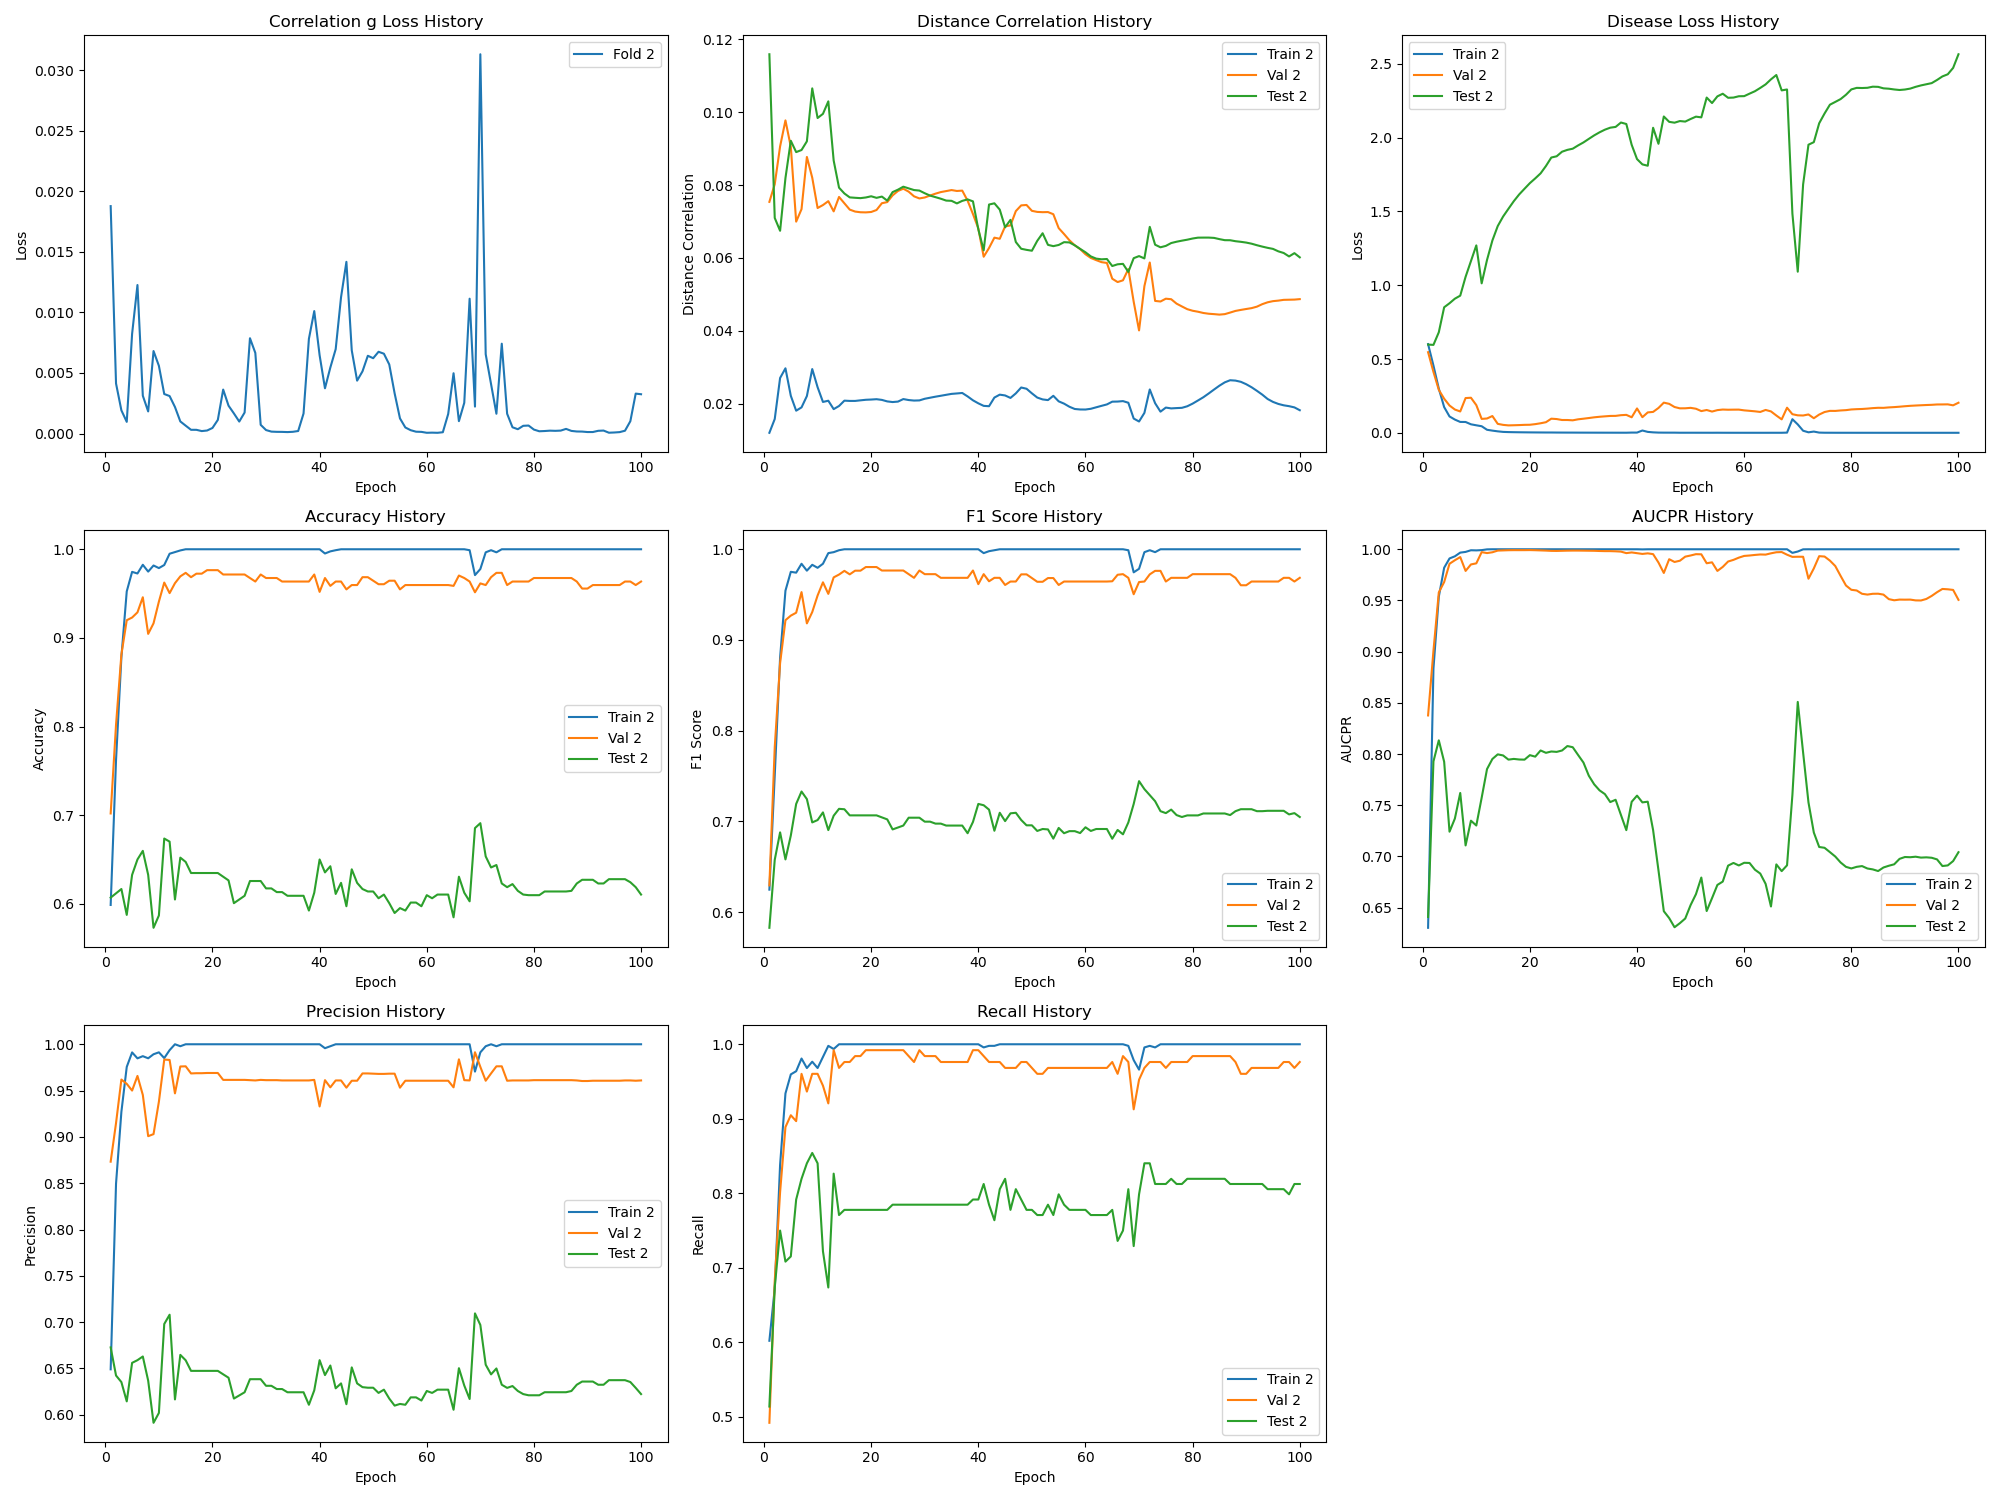 Correlation g Loss History
Loss
0.030
0.025
0.020
0.015
0.010
0.005
0.000
0 20 40 60 80 100
Epoch
Fold 2
Distance Correlation History
Distance Correlation
0.12
0.10
0.08
0.06
0.04
0.02
0 20 40 60 80 100
Epoch
Train 2
Val 2
Test 2
Disease Loss History
Loss
2.5
2.0
1.5
1.0
0.5
0.0
0 20 40 60 80 100
Epoch
Train 2
Val 2
Test 2
Accuracy History
Accuracy
1.0
0.9
0.8
0.7
0.6
0 20 40 60 80 100
Epoch
Train 2
Val 2
Test 2
F1 Score History
F1 Score
1.0
0.9
0.8
0.7
0.6
0 20 40 60 80 100
Epoch
Train 2
Val 2
Test 2
AUCPR History
AUCPR
1.00
0.95
0.90
0.85
0.80
0.75
0.70
0.65
0 20 40 60 80 100
Epoch
Train 2
Val 2
Test 2
Precision History
Precision
1.00
0.95
0.90
0.85
0.80
0.75
0.70
0.65
0.60
0 20 40 60 80 100
Epoch
Train 2
Val 2
Test 2
Recall History
Recall
1.0
0.9
0.8
0.7
0.6
0.5
0 20 40 60 80 100
Epoch
Train 2
Val 2
Test 2